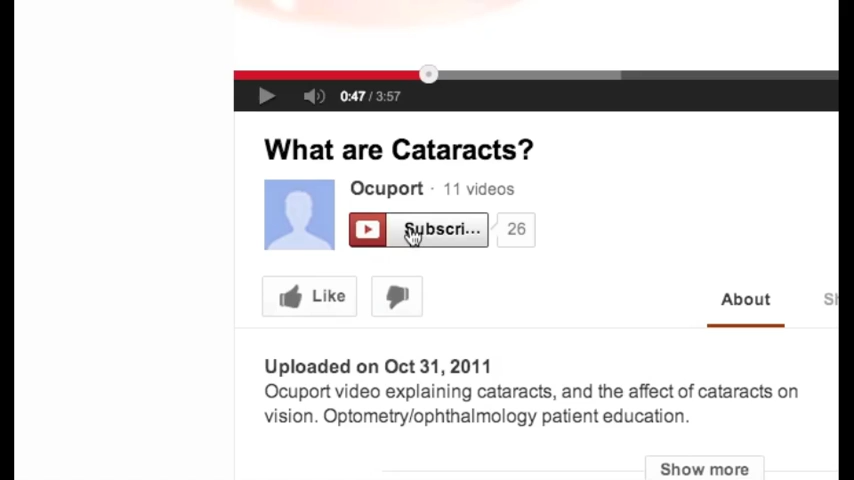 0:47 / 3:57
What are Cataracts?
Ocuport · 11 videos
Subscri... 26
Like
About
Uploaded on Oct 31, 2011
Ocuport video explaining cataracts, and the affect of cataracts on
vision. Optometry/ophthalmology patient education.
Show more